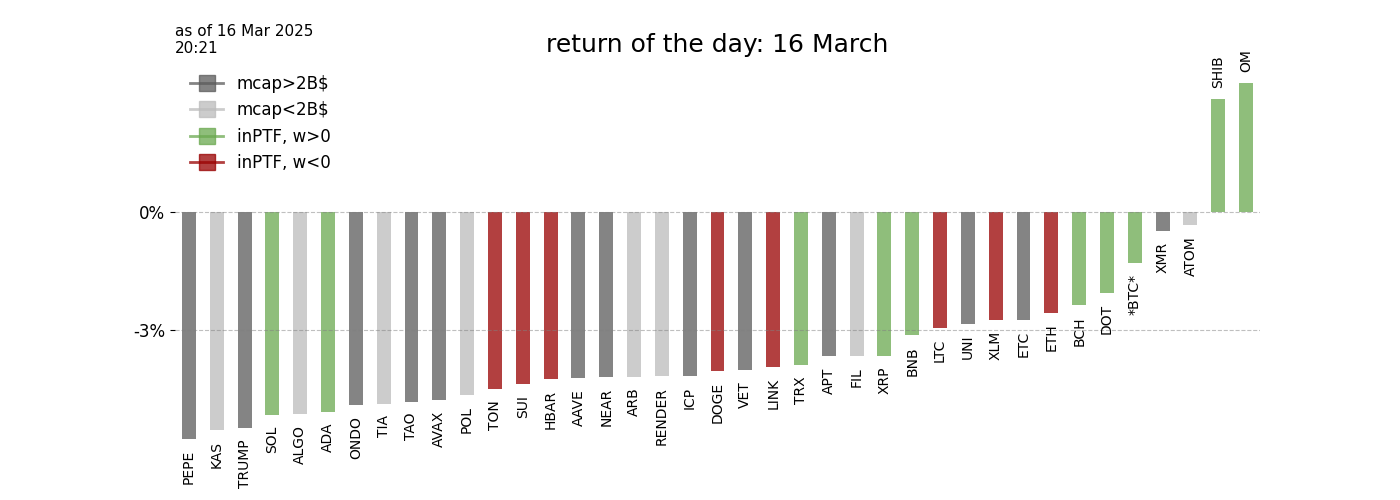 as of 16 Mar 2025
20:21
return of the day: 16 March
mcap>2B$
mcap<2B$
inPTF, w>0
inPTF, w<0
0%
-3%
PEPE
KAS
TRUMP
SOL
ALGO
ADA
ONDO
TIA
TAO
AVAX
POL
TON
SUI
HBAR
AAVE
NEAR
ARB
RENDER
ICP
DOGE
VET
LINK
TRX
APT
FIL
XRP
BNB
LTC
UNI
XLM
ETC
ETH
BCH
DOT
*BTC*
XMR
ATOM
SHIB
OM